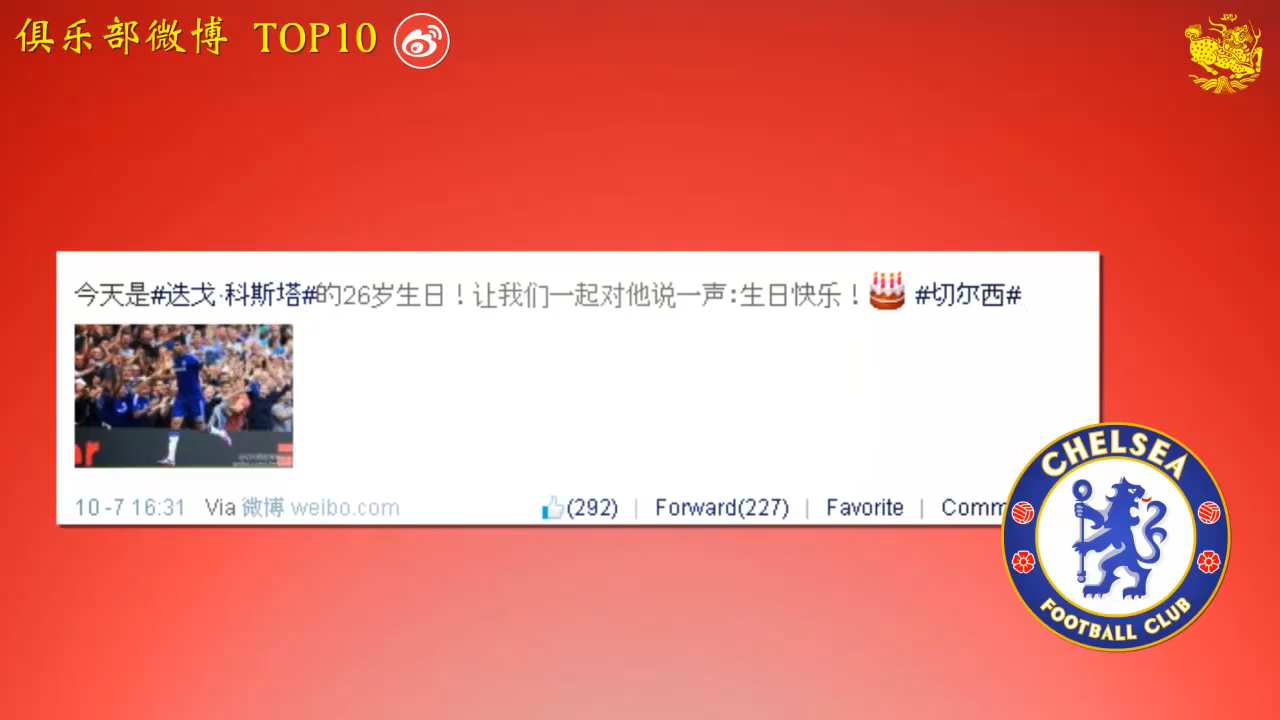 俱乐部微博 TOP10
今天是#迭戈·科斯塔#的26岁生日！让我们一起对他说一声:生日快乐！ #切尔西#
10-7 16:31 Via 微博 weibo.com (292) | Forward(227) | Favorite | Comm
CHELSEA
FOOTBALL CLUB